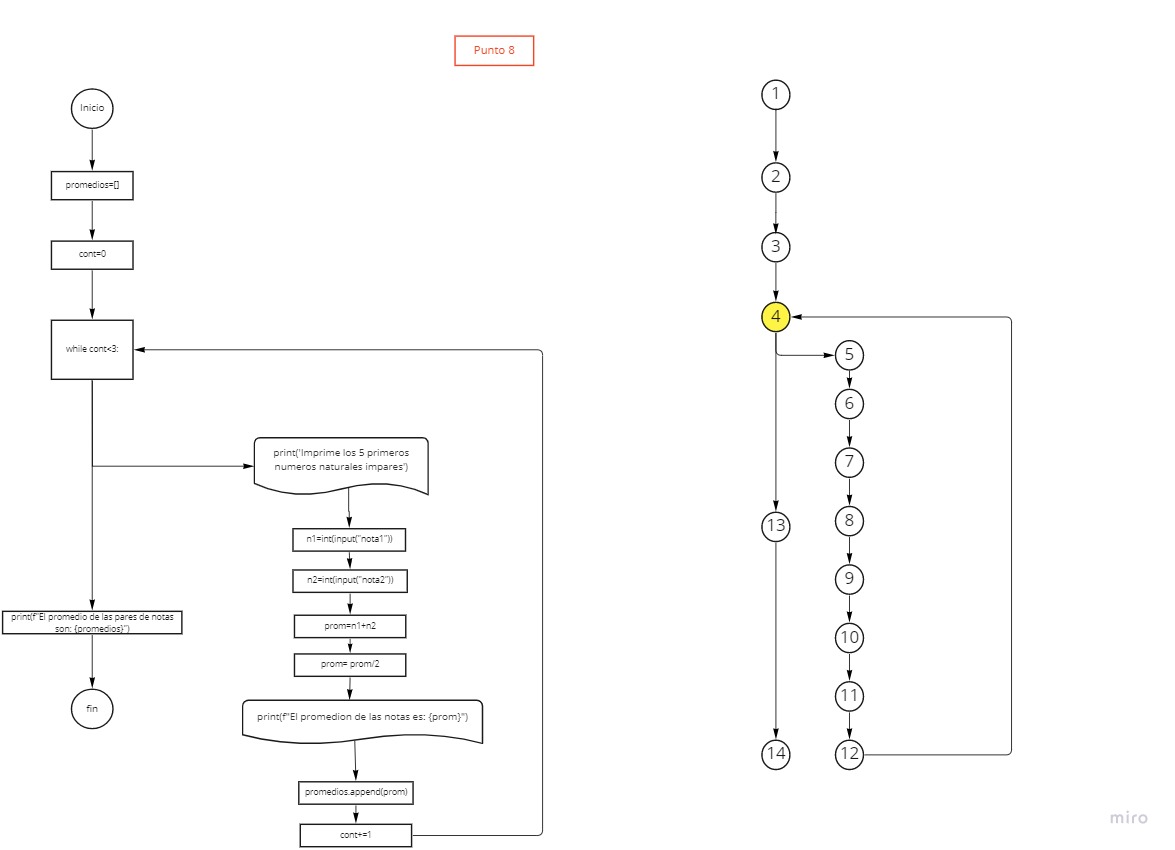 Punto 8
Inicio
promedios=[]
cont=0
while cont<3:
print('Imprime los 5 primeros
numeros naturales impares')
n1=int(input("nota1"))
n2=int(input("nota2"))
prom=n1+n2
prom= prom/2
print(f"El promedion de las notas es: {prom}")
promedios.append(prom)
cont+=1
print(f"El promedio de las pares de notas
son: {promedios}")
fin
1
2
3
4
5
6
7
8
9
10
11
12
13
14
miro